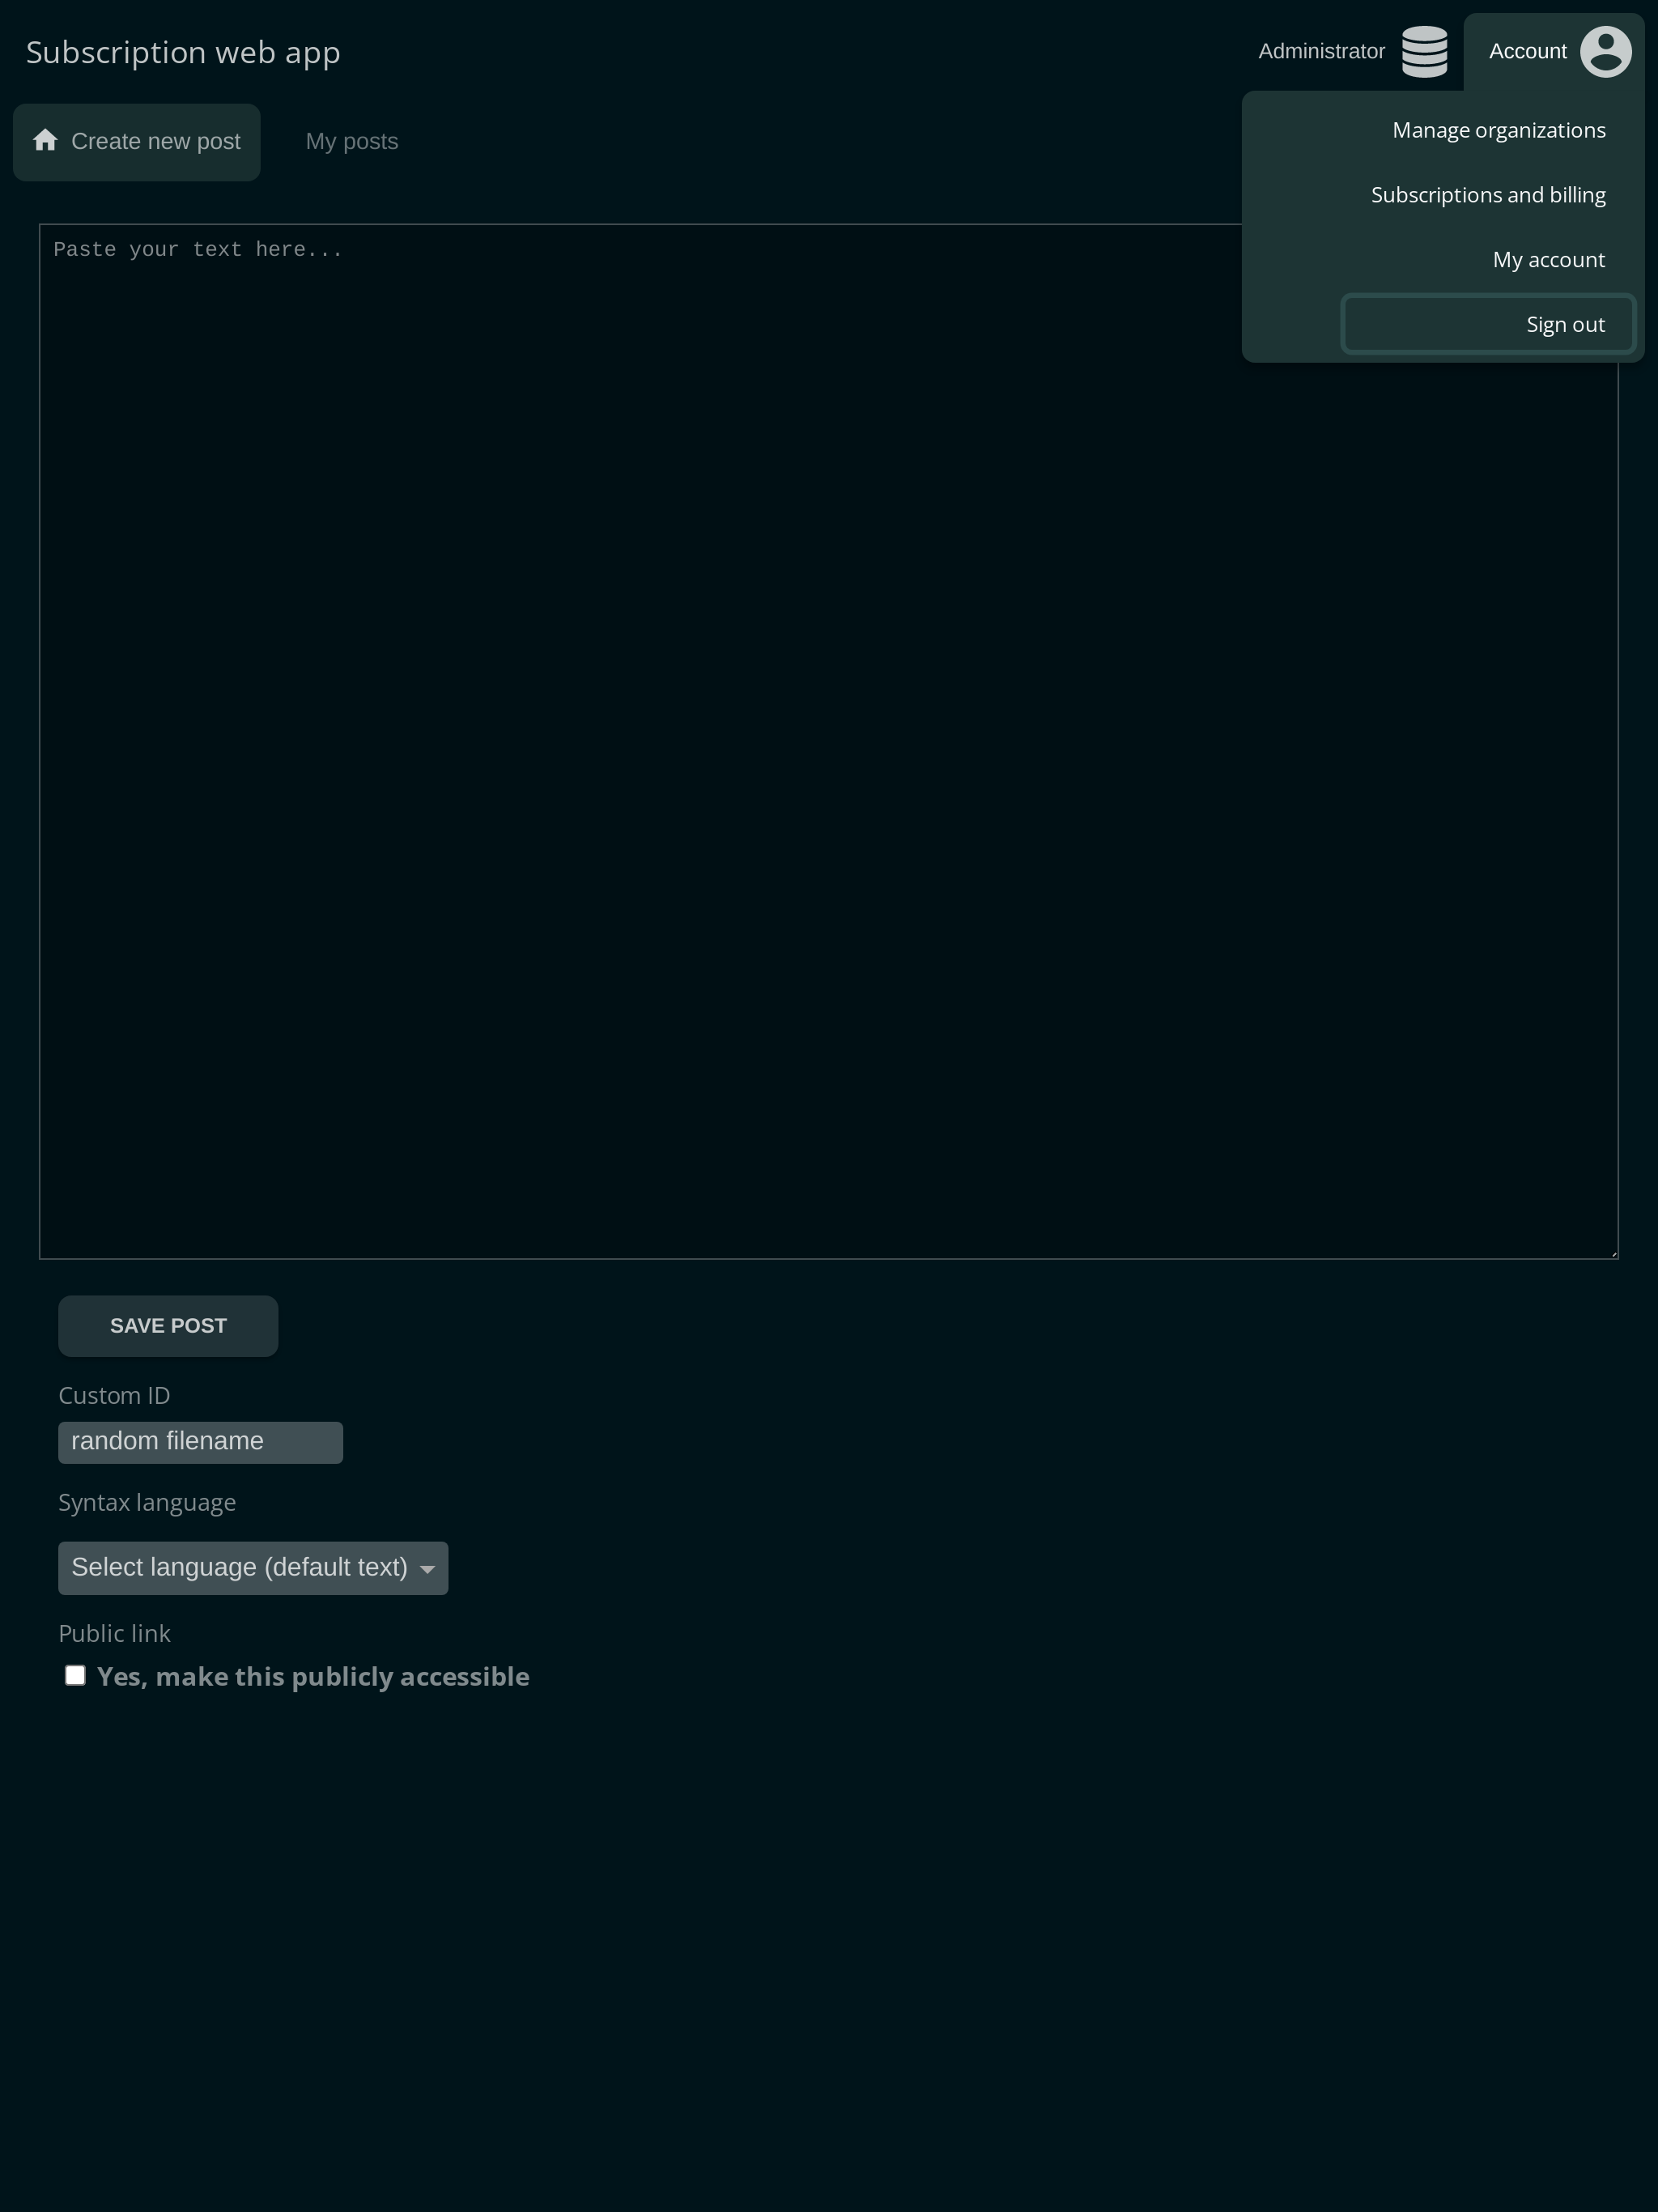 Subscription web app
Administrator
Account
Create new post
My posts
Manage organizations
Subscriptions and billing
My account
Sign out
Paste your text here...
SAVE POST
Custom ID
random filename
Syntax language
Select language (default text)
Public link
Yes, make this publicly accessible